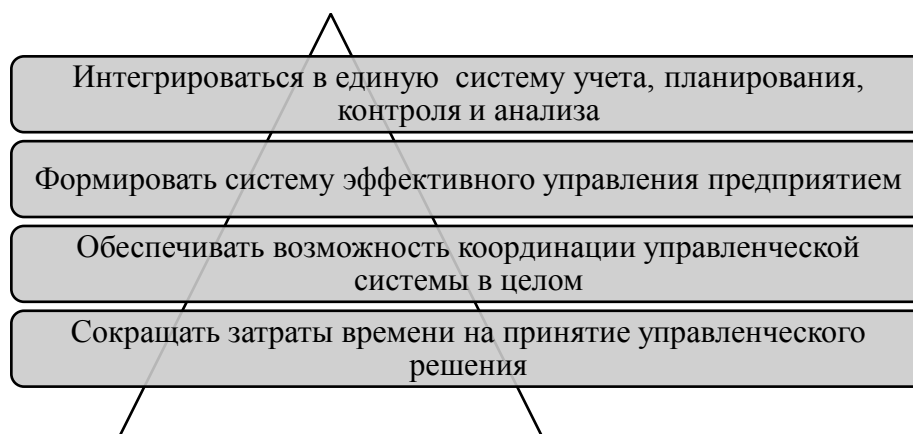 Интегрироваться в единую  систему учета, планирования,
контроля и анализа
Формировать систему эффективного управления предприятием
Обеспечивать возможность координации управленческой
системы в целом
Сокращать затраты времени на принятие управленческого
решения